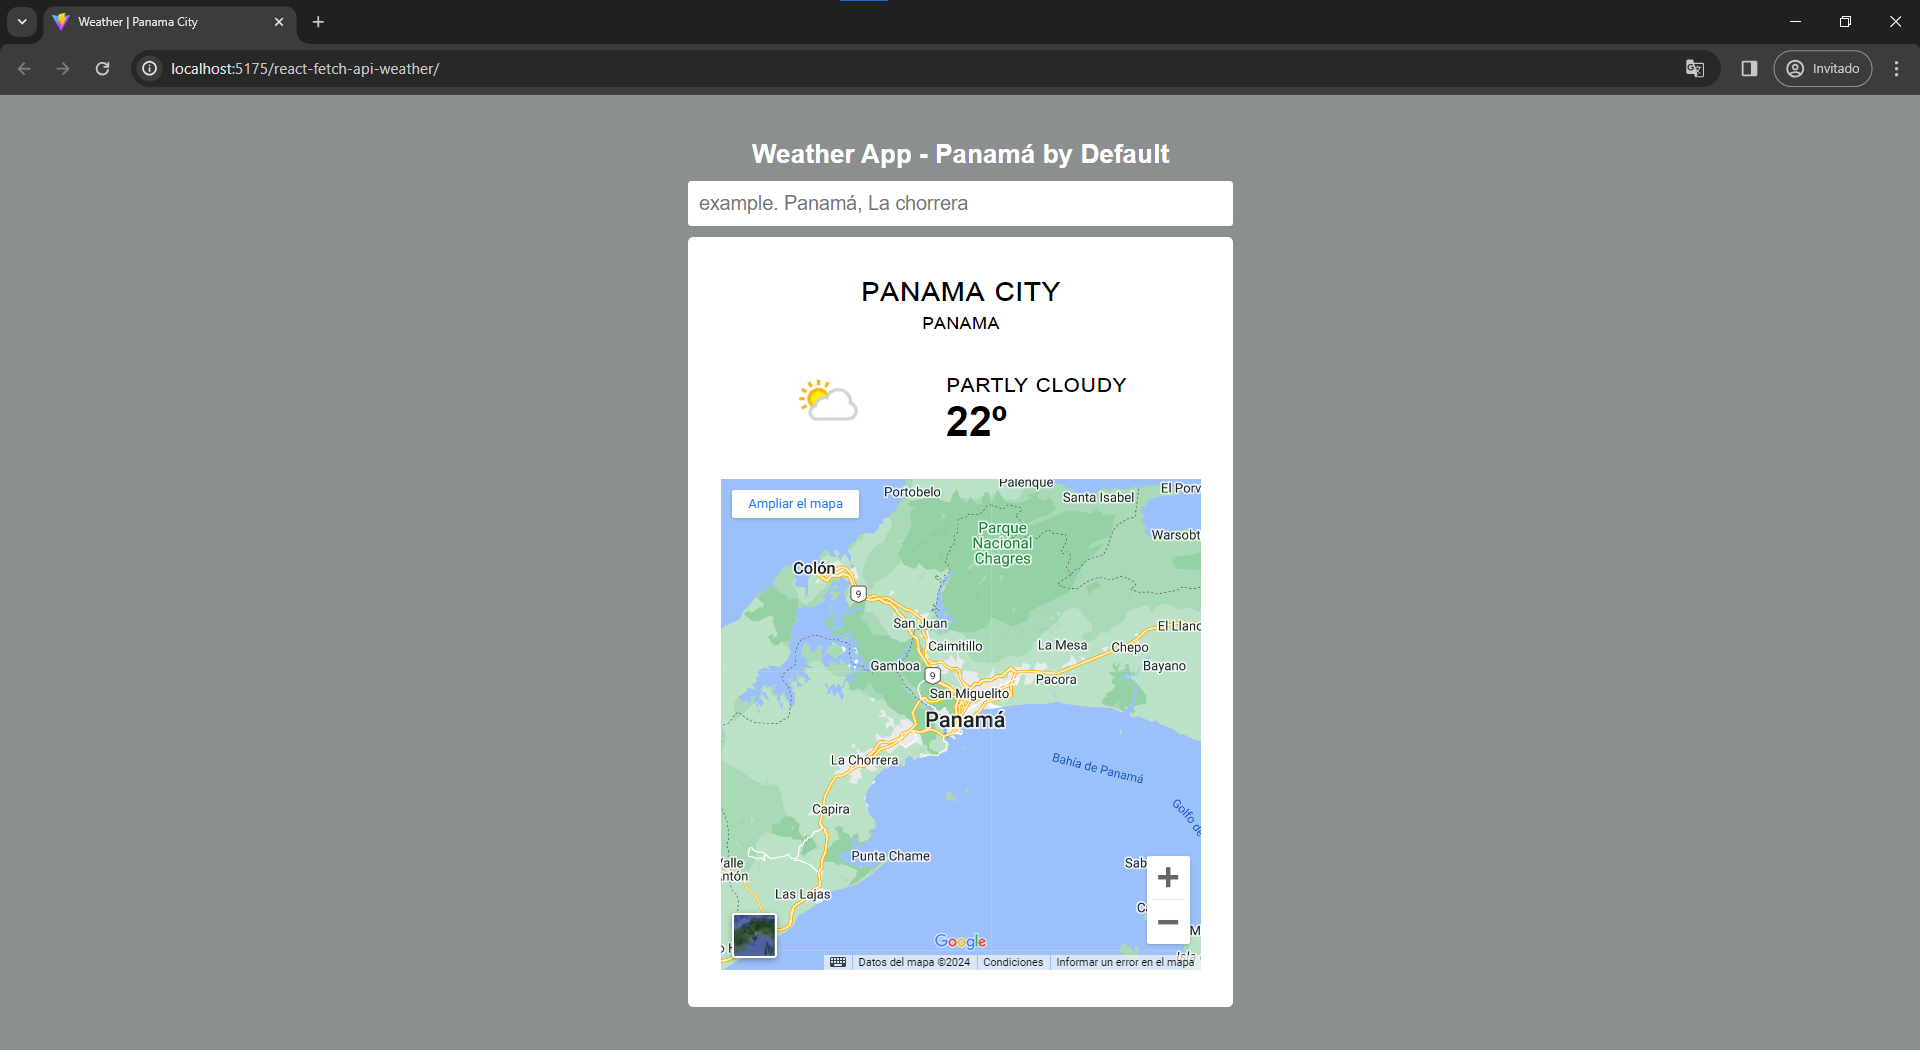 Weather | Panama City
localhost:5175/react-fetch-api-weather/
Invitado
Weather App - Panamá by Default
example. Panamá, La chorrera
PANAMA CITY
PANAMA
PARTLY CLOUDY
22º
Ampliar el mapa
Portobelo
Palenque
Santa Isabel
El Porv
Parque
Nacional
Chagres
Warsobt
Colón
9
San Juan
El Llano
Caimitillo
La Mesa
Chepo
Gamboa
Bayano
9
Pacora
San Miguelito
Panamá
La Chorrera
Bahía de Panamá
Capira
Golfo de
Punta Chame
Valle
ntón
Sab
Las Lajas
Google
Datos del mapa ©2024
Condiciones
Informar un error en el mapa